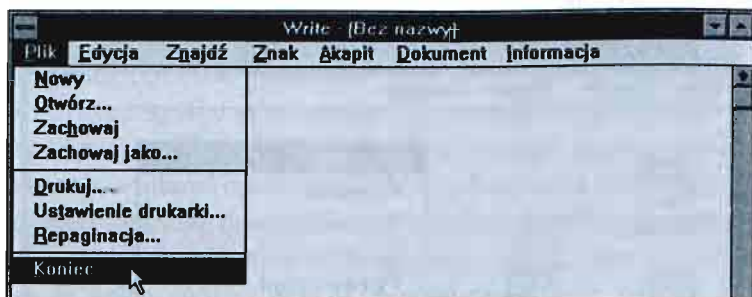 Write - (Bez nazwy)
Plik Edycja Znajdź Znak Akapit Dokument Informacja
Nowy
Otwórz...
Zachowaj
Zachowaj jako...
Drukuj...
Ustawienie drukarki...
Repaginacja...
Koniec